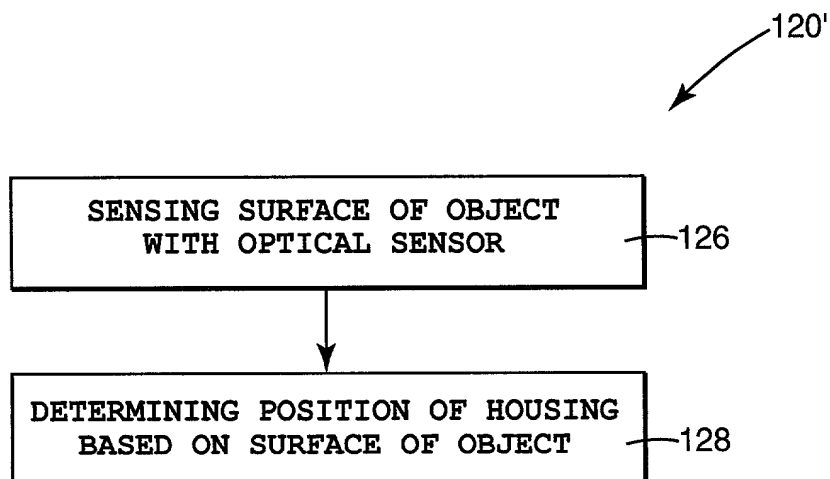 120'
SENSING SURFACE OF OBJECT
WITH OPTICAL SENSOR
126
DETERMINING POSITION OF HOUSING
BASED ON SURFACE OF OBJECT
128